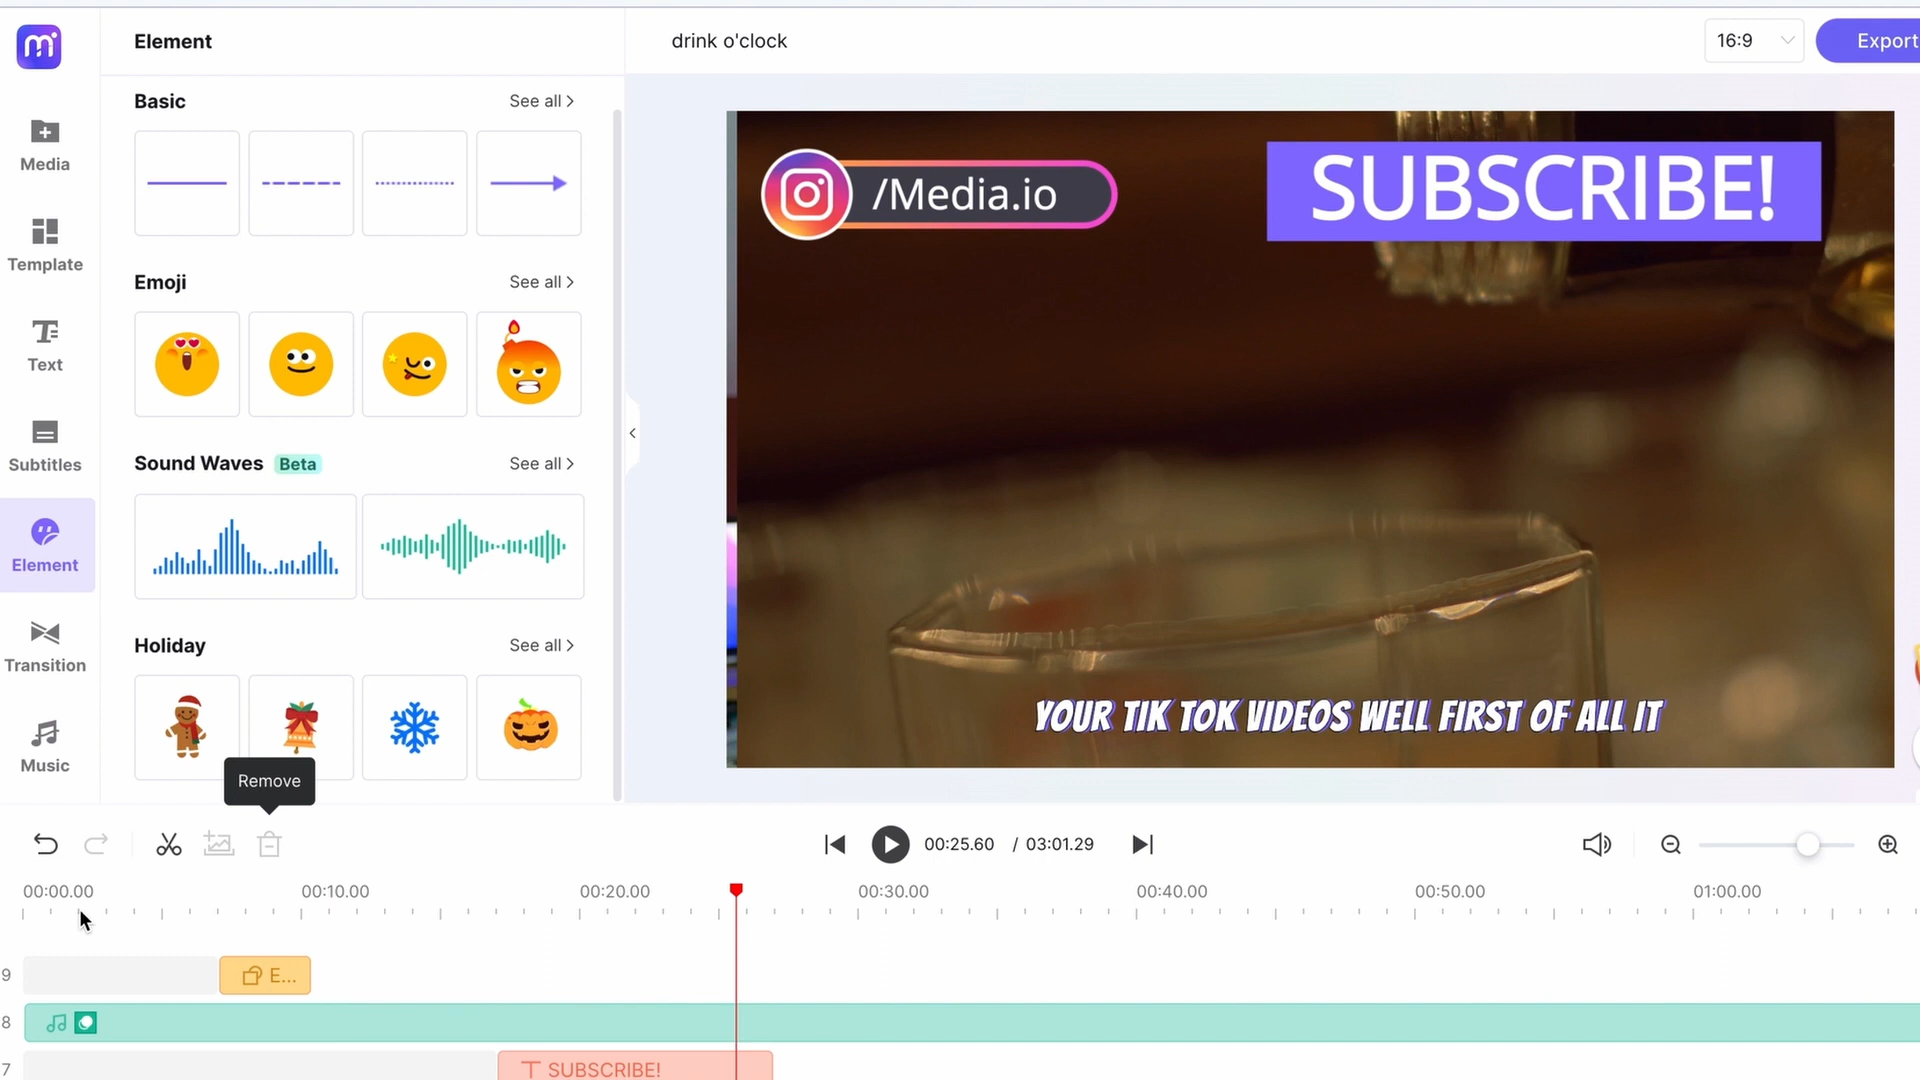 Element
drink o'clock
16:9
Export
Basic
See all
Media
/Media.io
SUBSCRIBE!
Template
Emoji
See all
Text
Subtitles
Sound Waves Beta
See all
Element
Holiday
See all
Transition
YOUR TIK TOK VIDEOS WELL FIRST OF ALL IT
Music
Remove
00:25.60 / 03:01.29
00:00.00 00:10.00 00:20.00 00:30.00 00:40.00 00:50.00 01:00.00
9
E...
8
7
SUBSCRIBE!